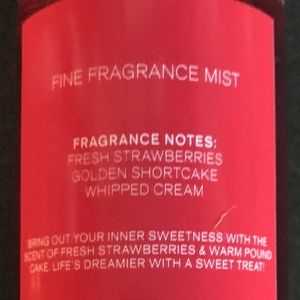 FINE FRAGRANCE MIST
FRAGRANCE NOTES:
FRESH STRAWBERRIES
GOLDEN SHORTCAKE
WHIPPED CREAM
BRING OUT YOUR INNER SWEETNESS WITH THE
SCENT OF FRESH STRAWBERRIES & WARM POUND
CAKE. LIFE'S DREAMIER WITH A SWEET TREAT!